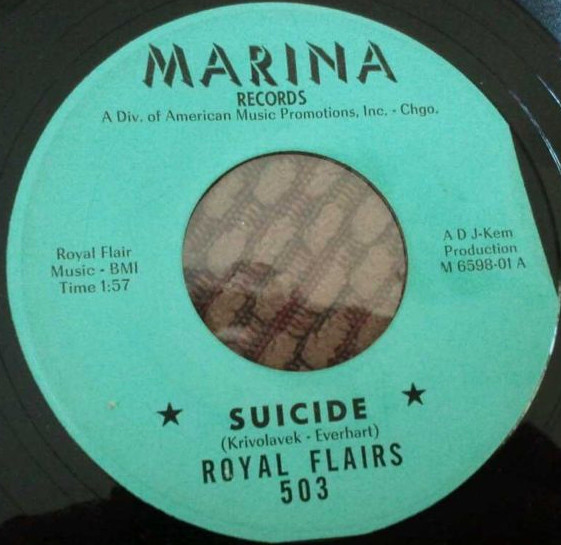 MARINA
RECORDS
A Div. of American Music Promotions, Inc. - Chgo.
Royal Flair
Music - BMI
Time 1:57
A D J-Kem
Production
M 6598-01 A
★ SUICIDE ★
(Krivolavek - Everhart)
ROYAL FLAIRS
503